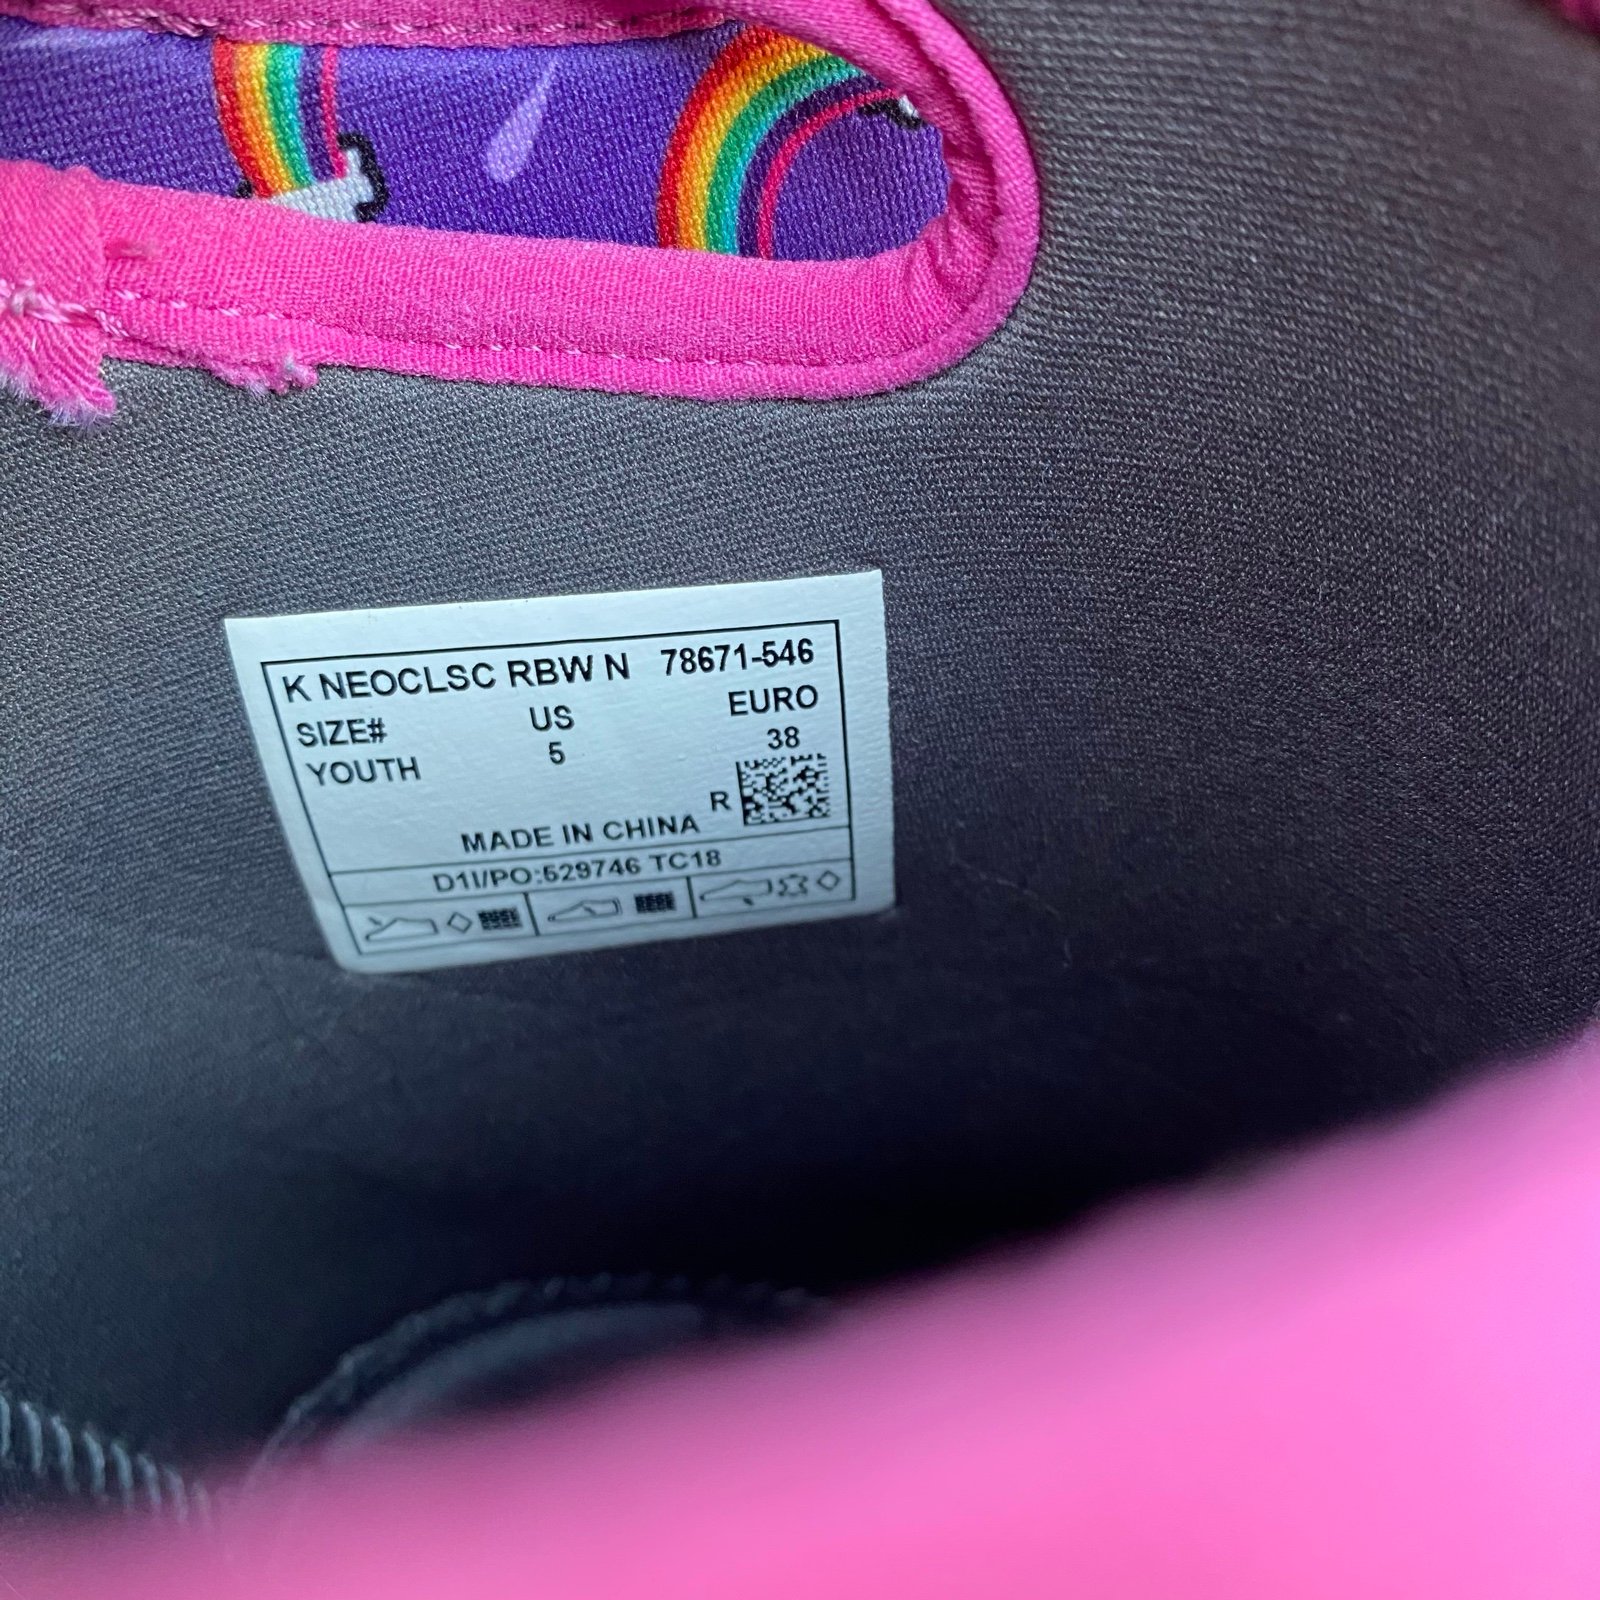 K NEOCLSC RBW N 78671-546
SIZE# US EURO
YOUTH 5 38
R
MADE IN CHINA
D1I/PO:529746 TC18